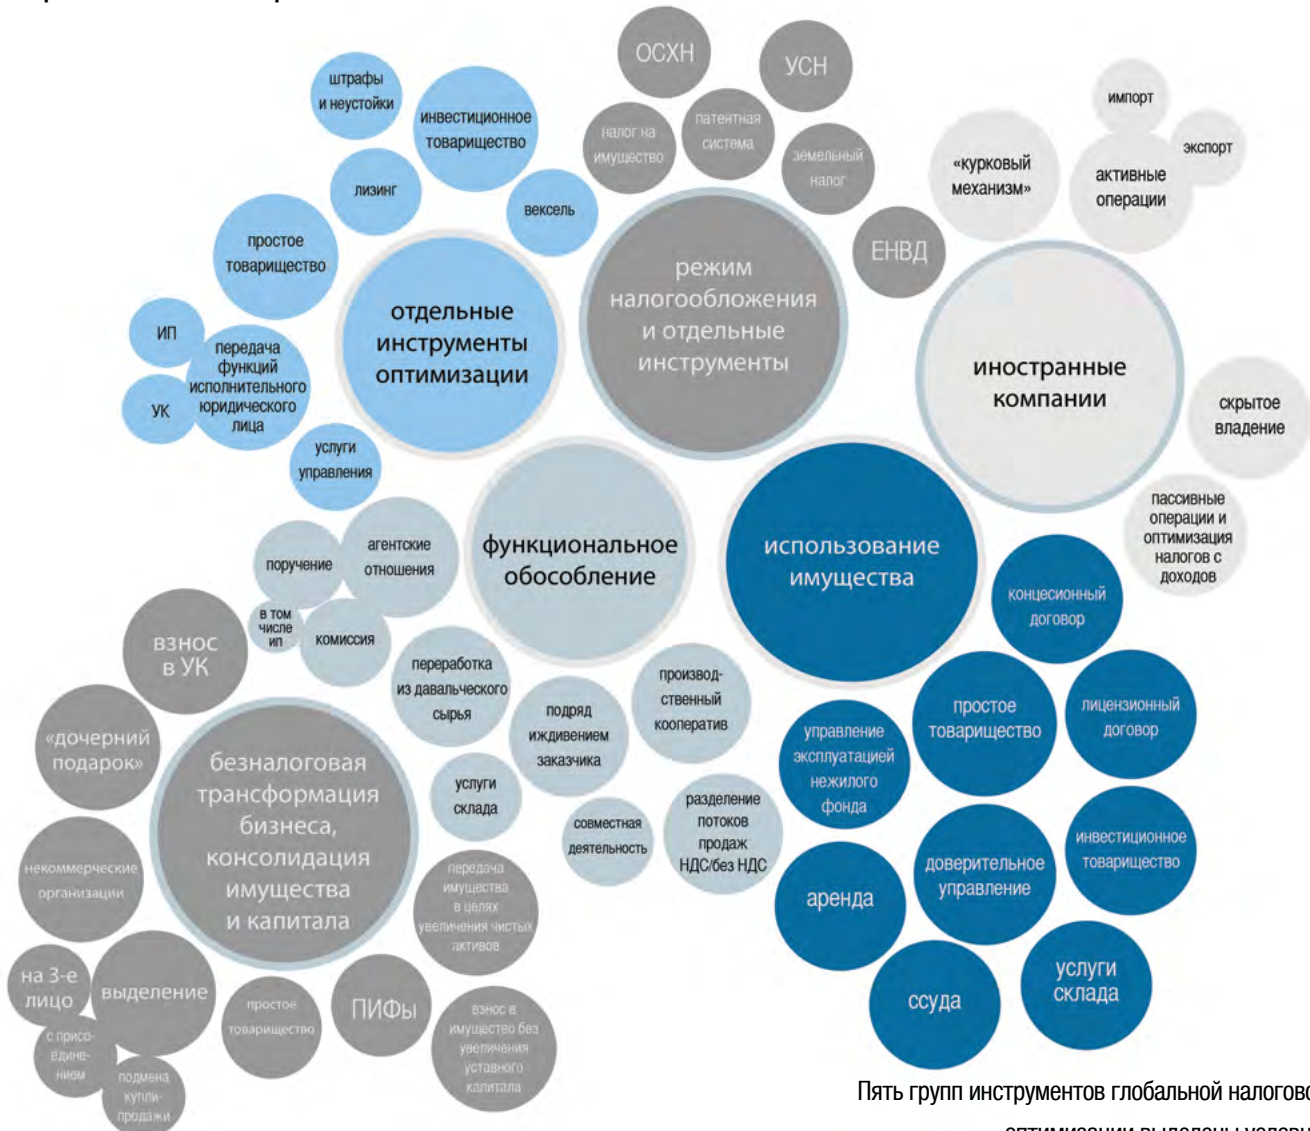 ОСХН
УСН
штрафы
и неустойки
инвестиционное
товарищество
налог на
имущество
патентная
система
земельный
налог
импорт
экспорт
«курковый
механизм»
активные
операции
лизинг
вексель
простое
товарищество
ЕНВД
отдельные
инструменты
оптимизации
режим
налогообложения
и отдельные
инструменты
иностранные
компании
ИП
УК
передача
функций
исполнительного
юридического
лица
услуги
управления
скрытое
владение
пассивные
операции и
оптимизация
налогов с
доходов
функциональное
обособление
использование
имущества
поручение
агентские
отношения
в том
числе
ип
комиссия
переработка
из давальческого
сырья
подряд
иждивением
заказчика
производ-
ственный
кооператив
услуги
склада
совместная
деятельность
разделение
потоков
продаж
НДС/без НДС
концесионный
договор
простое
товарищество
лицензионный
договор
управление
эксплуатацией
нежилого
фонда
доверительное
управление
инвестиционное
товарищество
аренда
ссуда
услуги
склада
взнос
в УК
«дочерний
подарок»
безналоговая
трансформация
бизнеса,
консолидация
имущества
и капитала
некоммерческие
организации
передача
имущества
в целях
увеличения чистых
активов
на 3-е
лицо
выделение
с присо-
едине-
нием
подмена
купли-
продажи
простое
товарищество
ПИФы
взнос в
имущество без
увеличения
уставного
капитала
Пять групп инструментов глобальной налогово